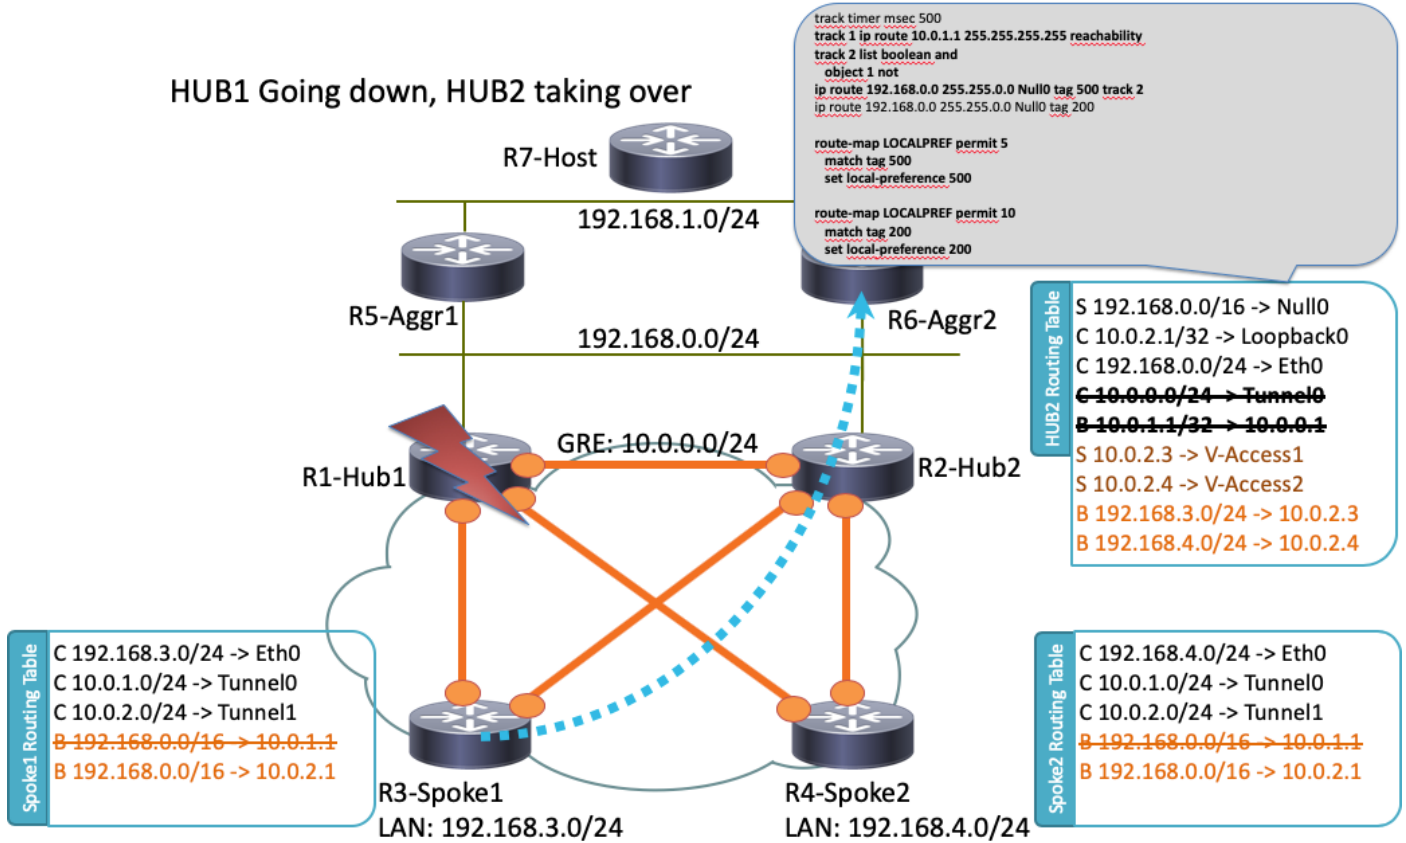 track timer msec 500
track 1 ip route 10.0.1.1 255.255.255.255 reachability
track 2 list boolean and
object 1 not
ip route 192.168.0.0 255.255.0.0 Null0 tag 500 track 2
ip route 192.168.0.0 255.255.0.0 Null0 tag 200
route-map LOCALPREF permit 5
match tag 500
set local-preference 500
route-map LOCALPREF permit 10
match tag 200
set local-preference 200
HUB1 Going down, HUB2 taking over
R7-Host
192.168.1.0/24
R5-Aggr1
R6-Aggr2
192.168.0.0/24
GRE: 10.0.0.0/24
R1-Hub1
R2-Hub2
HUB2 Routing Table
S 192.168.0.0/16 -> Null0
C 10.0.2.1/32 -> Loopback0
C 192.168.0.0/24 -> Eth0
C 10.0.0.0/24 -> Tunnel0
B 10.0.1.1/32 -> 10.0.0.1
S 10.0.2.3 -> V-Access1
S 10.0.2.4 -> V-Access2
B 192.168.3.0/24 -> 10.0.2.3
B 192.168.4.0/24 -> 10.0.2.4
Spoke1 Routing Table
C 192.168.3.0/24 -> Eth0
C 10.0.1.0/24 -> Tunnel0
C 10.0.2.0/24 -> Tunnel1
B 192.168.0.0/16 -> 10.0.1.1
B 192.168.0.0/16 -> 10.0.2.1
R3-Spoke1
LAN: 192.168.3.0/24
R4-Spoke2
LAN: 192.168.4.0/24
Spoke2 Routing Table
C 192.168.4.0/24 -> Eth0
C 10.0.1.0/24 -> Tunnel0
C 10.0.2.0/24 -> Tunnel1
B 192.168.0.0/16 -> 10.0.1.1
B 192.168.0.0/16 -> 10.0.2.1